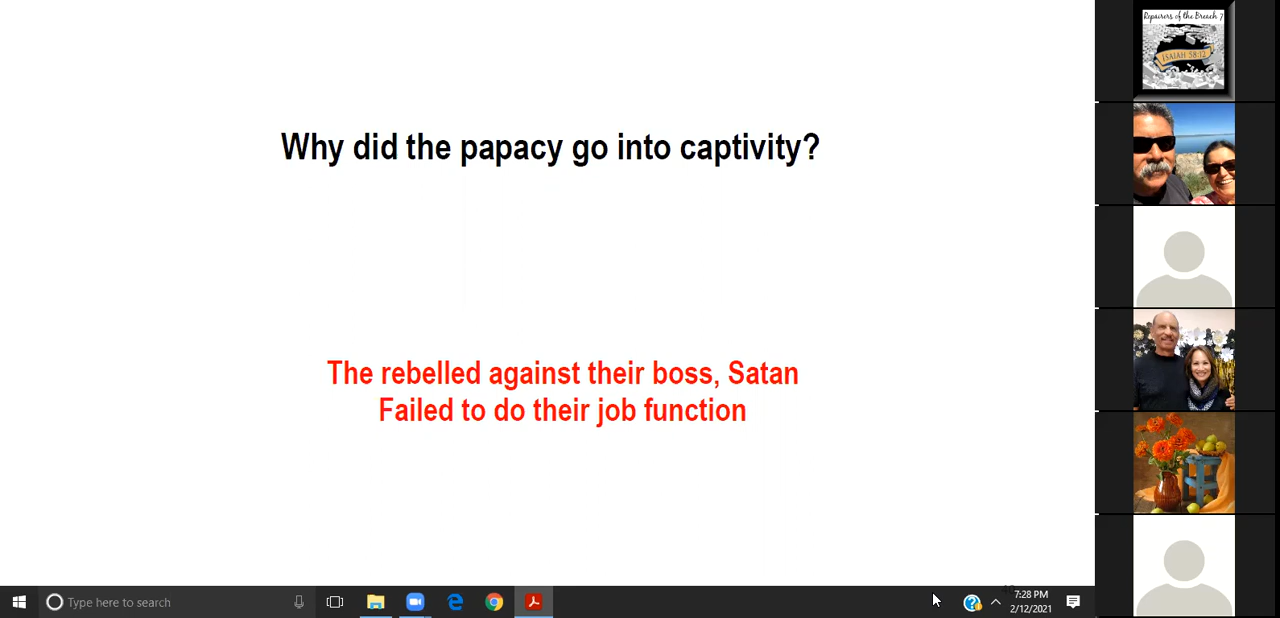 Why did the papacy go into captivity?
The rebelled against their boss, Satan
Failed to do their job function
Repairers of the Breach 7
ISAIAH 58:12
Type here to search
7:28 PM
2/12/2021